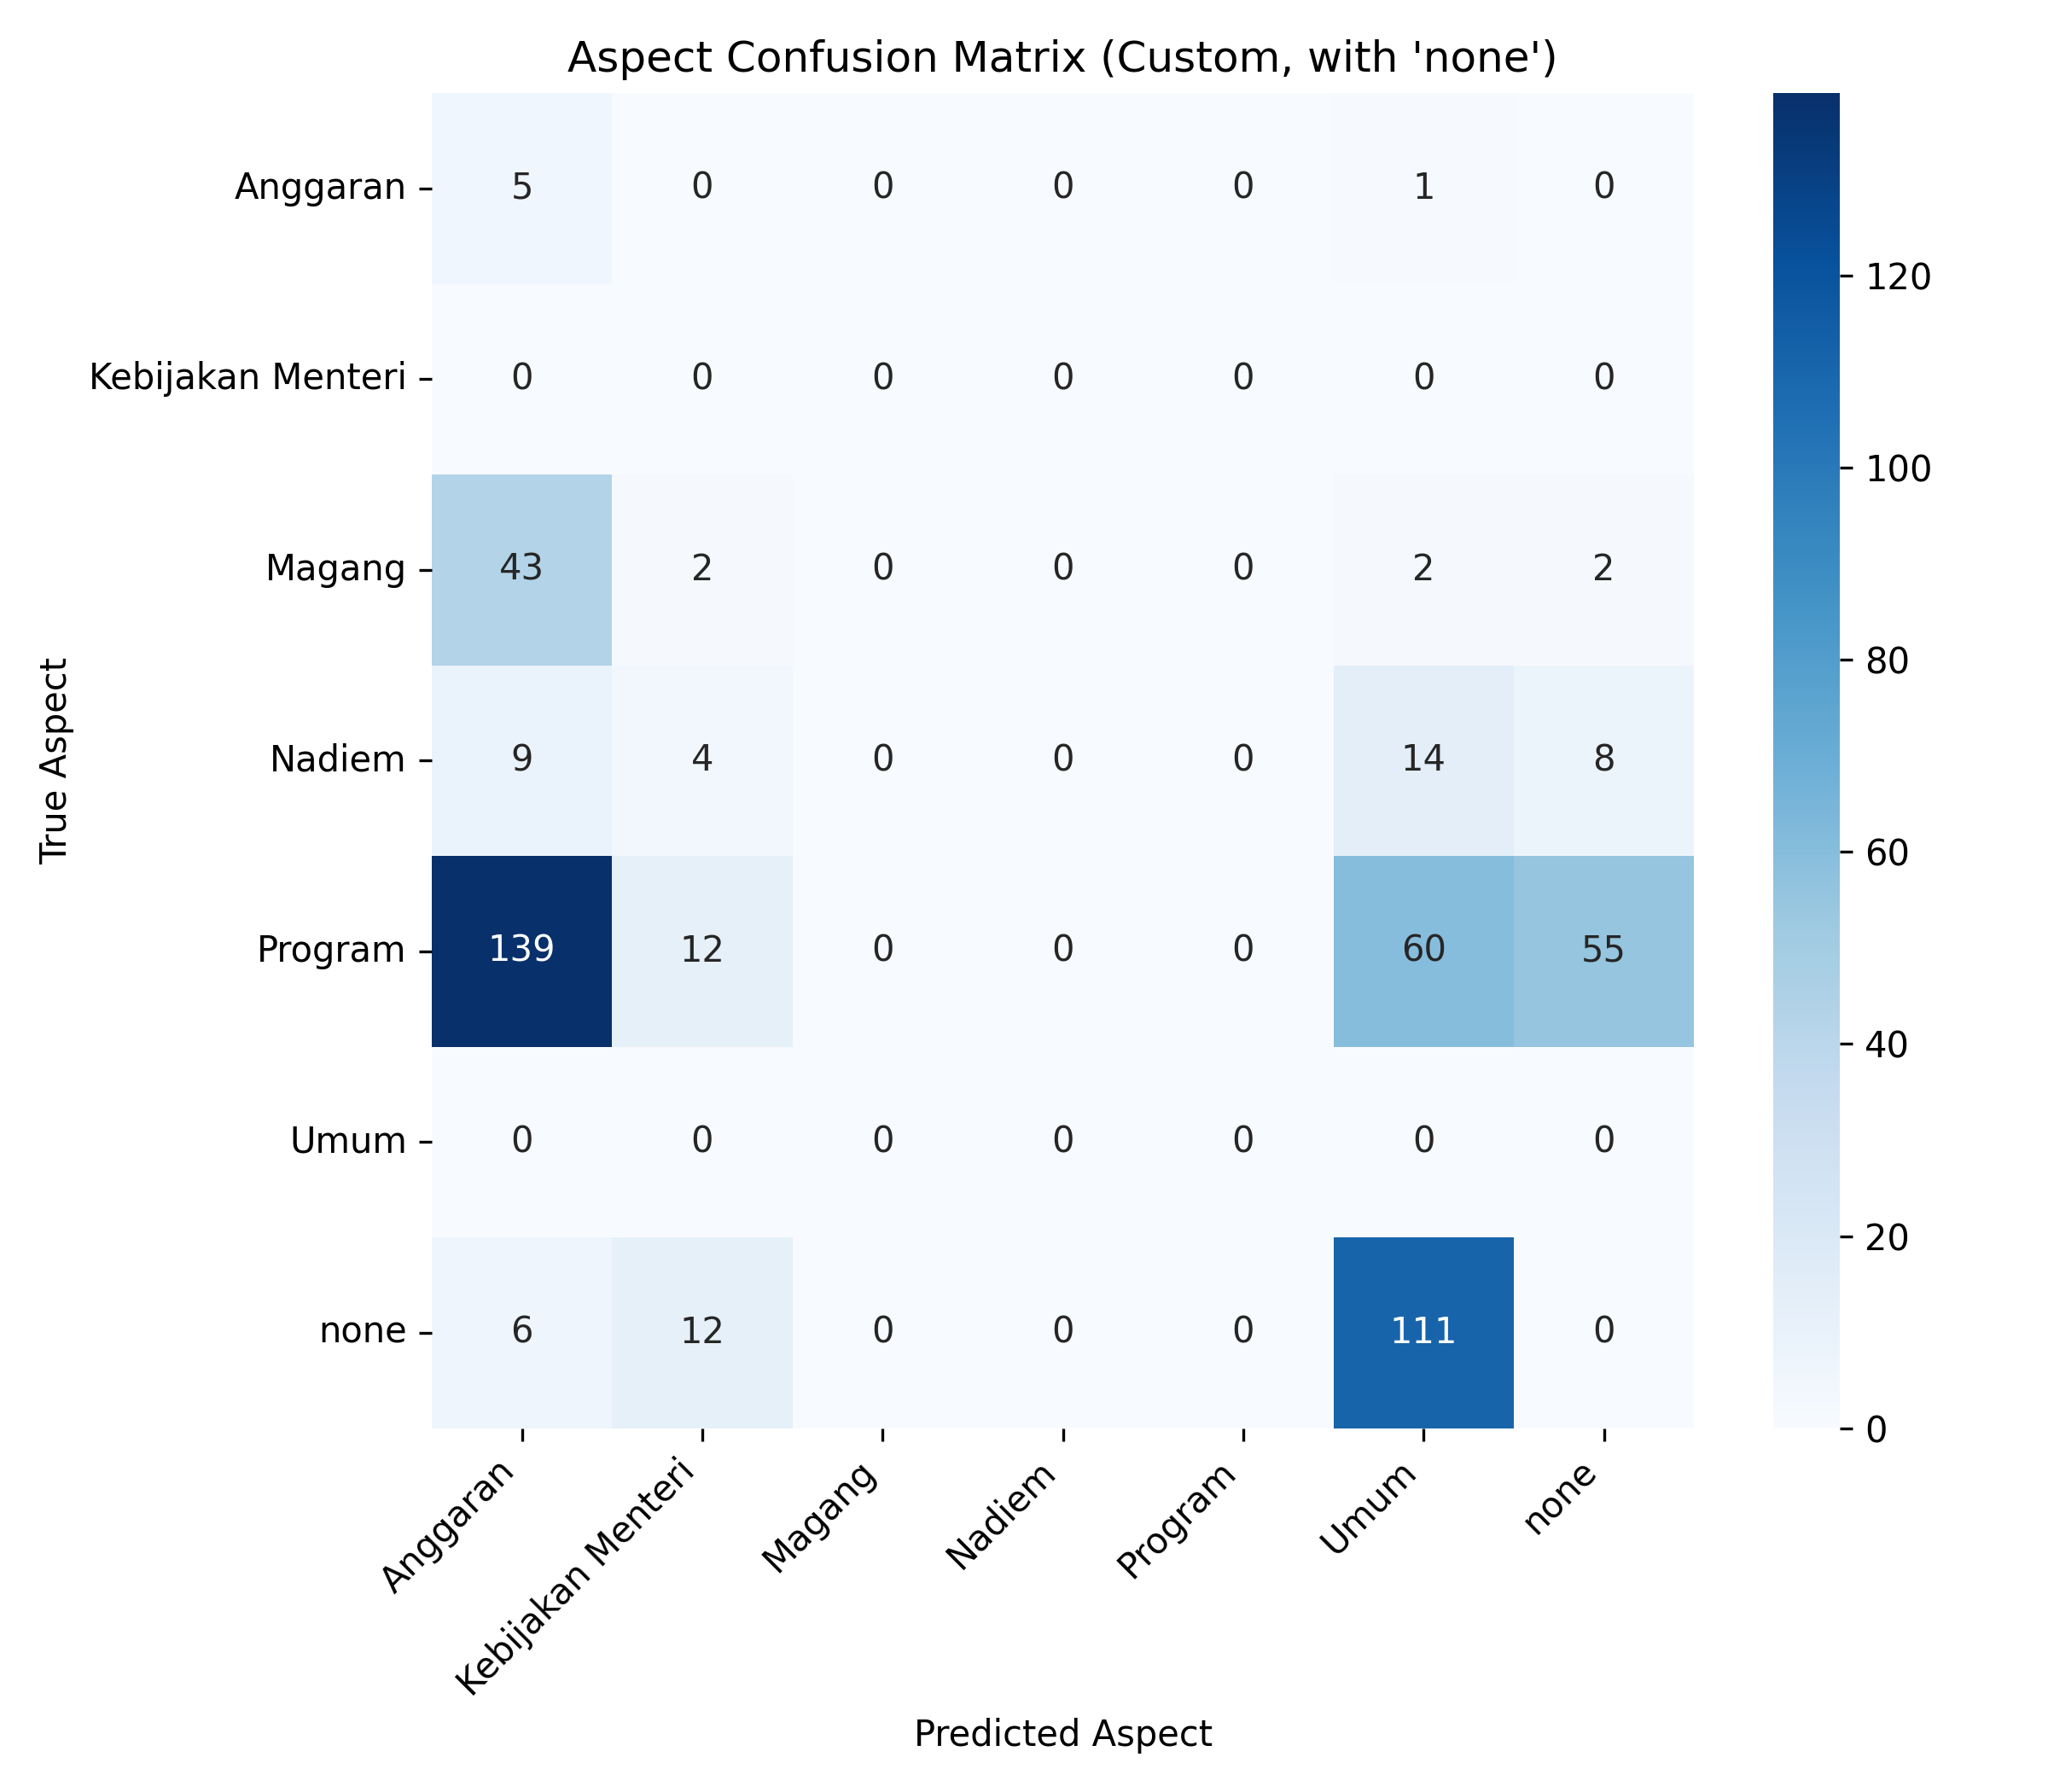 Aspect Confusion Matrix (Custom, with 'none')
True Aspect
Anggaran 5 0 0 0 0 1 0
Kebijakan Menteri 0 0 0 0 0 0 0
Magang 43 2 0 0 0 2 2
Nadiem 9 4 0 0 0 14 8
Program 139 12 0 0 0 60 55
Umum 0 0 0 0 0 0 0
none 6 12 0 0 0 111 0
Anggaran Kebijakan Menteri Magang Nadiem Program Umum none
Predicted Aspect
120
100
80
60
40
20
0